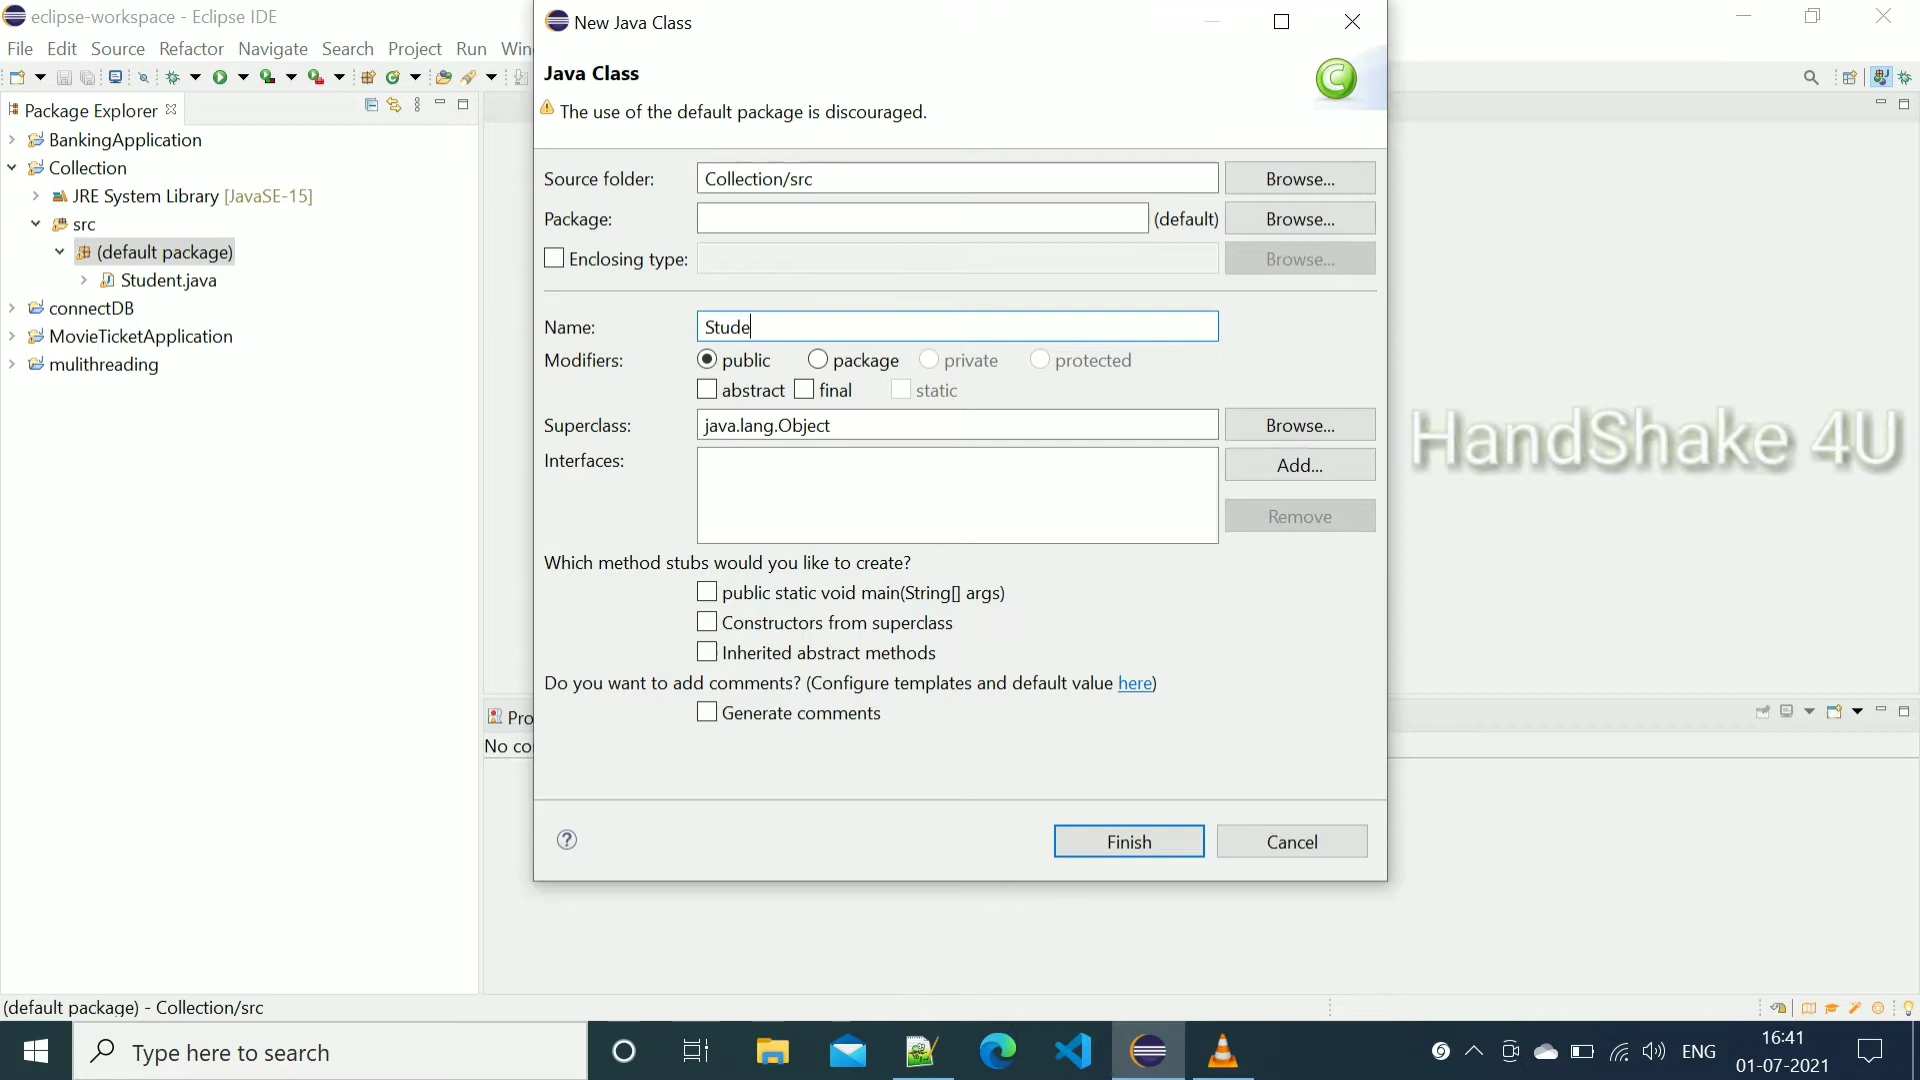 eclipse-workspace - Eclipse IDE
File Edit Source Refactor Navigate Search Project Run
Package Explorer
BankingApplication
Collection
JRE System Library [JavaSE-15]
src
(default package)
Student.java
connectDB
MovieTicketApplication
mulithreading
New Java Class
Java Class
The use of the default package is discouraged.
Source folder: Collection/src Browse...
Package: (default) Browse...
Enclosing type: Browse...
Name: Stude
Modifiers: public package private protected
abstract final static
Superclass: java.lang.Object Browse...
Interfaces: Add...
Remove
Which method stubs would you like to create?
public static void main(String[] args)
Constructors from superclass
Inherited abstract methods
Do you want to add comments? (Configure templates and default value here)
Generate comments
Finish Cancel
HandShake 4U
(default package) - Collection/src
Type here to search
ENG
16:41
01-07-2021